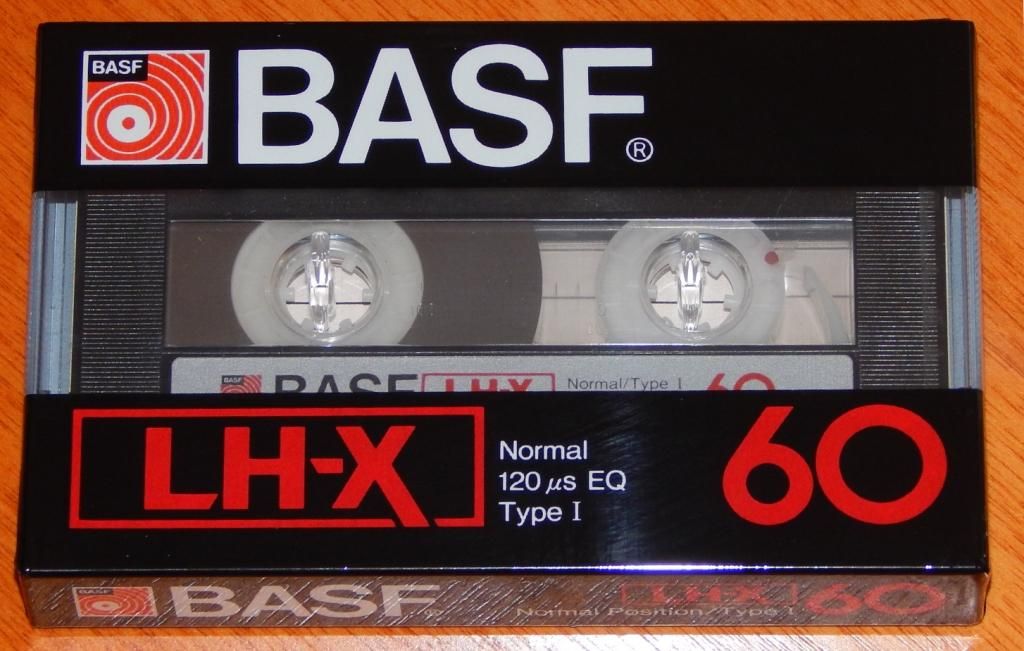 BASF
BASF®
BASF
BASF LH-X Normal/Type I 60
LH-X
Normal
120 μs EQ
Type I
60
BASF
BASF
Normal Position/Type I
LH-X 60